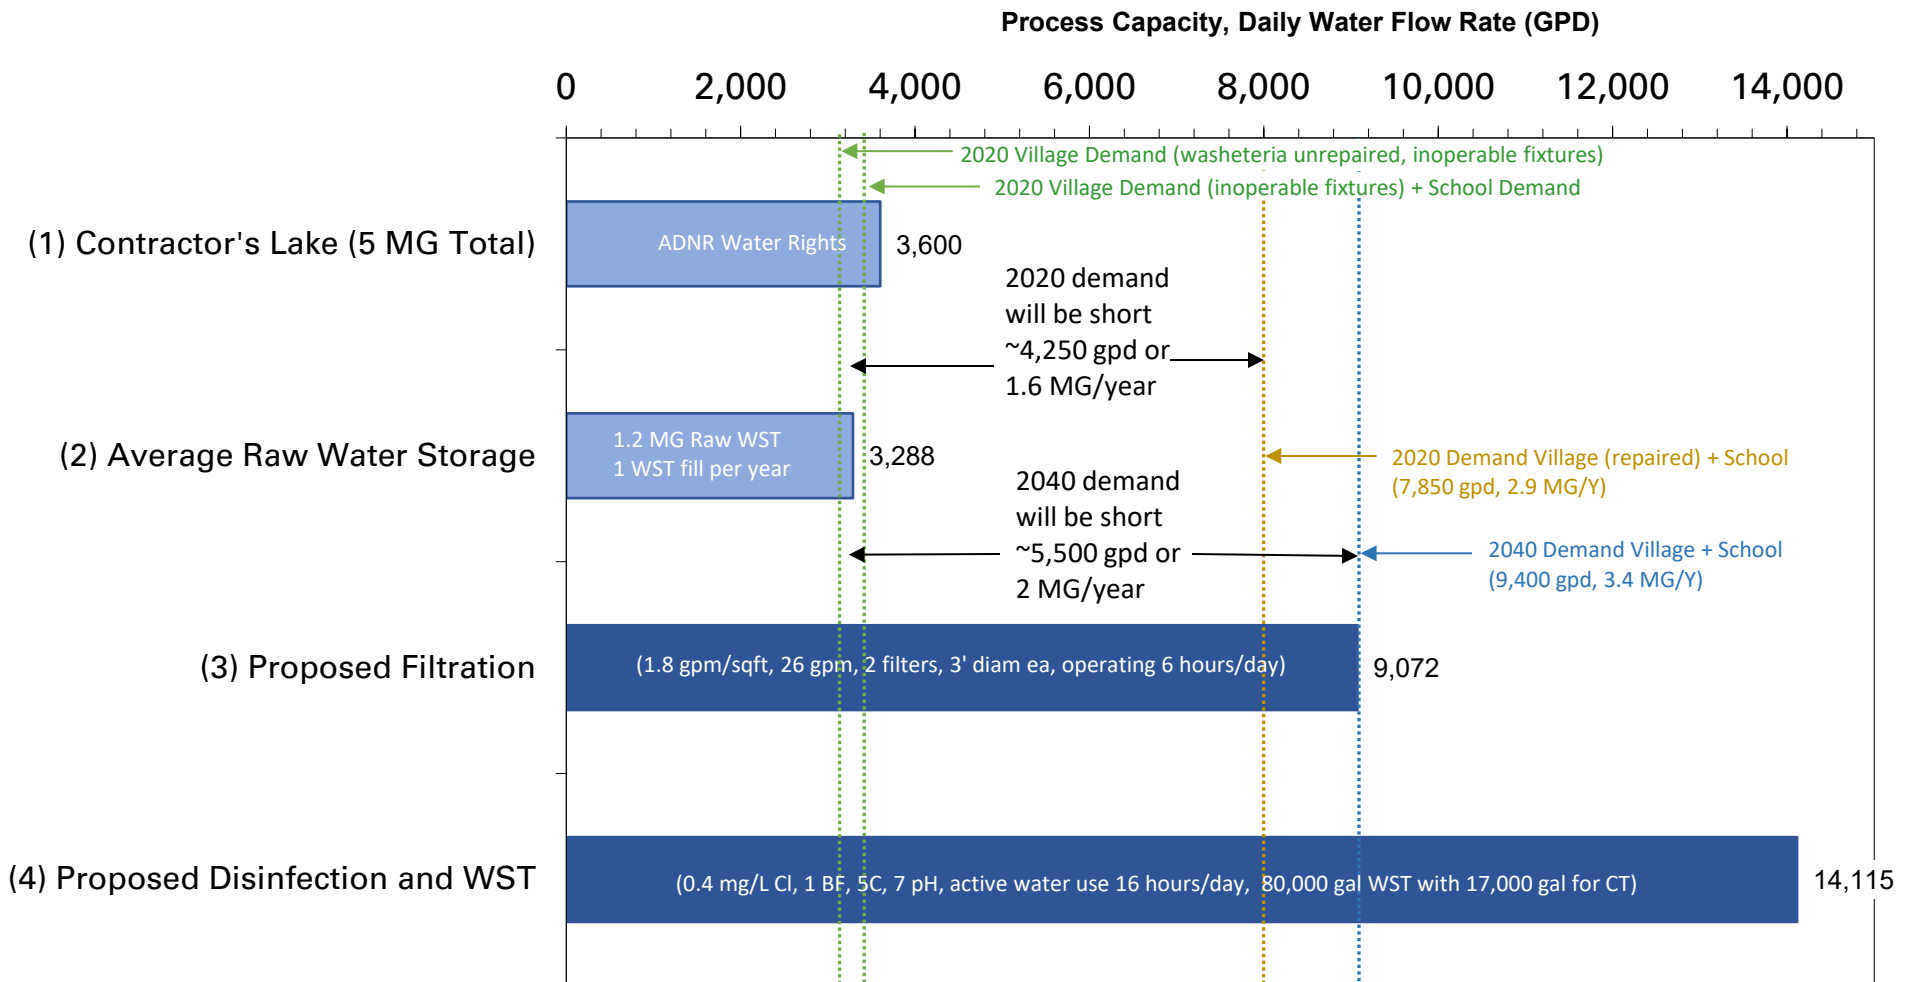 Process Capacity, Daily Water Flow Rate (GPD)
0 2,000 4,000 6,000 8,000 10,000 12,000 14,000
2020 Village Demand (washeteria unrepaired, inoperable fixtures)
2020 Village Demand (inoperable fixtures) + School Demand
(1) Contractor's Lake (5 MG Total)
ADNR Water Rights
3,600
2020 demand
will be short
~4,250 gpd or
1.6 MG/year
(2) Average Raw Water Storage
1.2 MG Raw WST
1 WST fill per year
3,288
2020 Demand Village (repaired) + School
(7,850 gpd, 2.9 MG/Y)
2040 demand
will be short
~5,500 gpd or
2 MG/year
2040 Demand Village + School
(9,400 gpd, 3.4 MG/Y)
(3) Proposed Filtration
(1.8 gpm/sqft, 26 gpm, 2 filters, 3' diam ea, operating 6 hours/day)
9,072
(4) Proposed Disinfection and WST
(0.4 mg/L Cl, 1 BF, 5C, 7 pH, active water use 16 hours/day, 80,000 gal WST with 17,000 gal for CT)
14,115